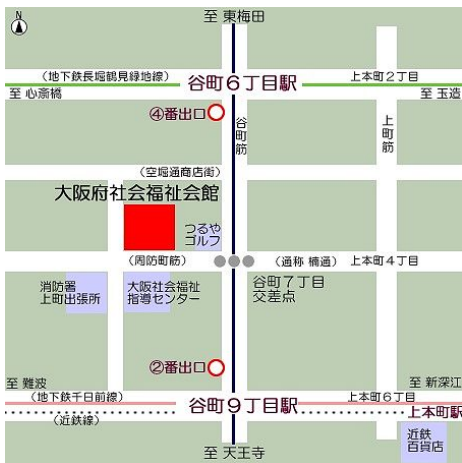 N
至 東梅田
(地下鉄長堀鶴見緑地線)
谷町6丁目駅
上本町2丁目
至 心斎橋
至 玉造
④番出口
谷町筋
上町筋
(空堀通商店街)
大阪府社会福祉会館
つるや
ゴルフ
(周防町筋)
(通称 楠通)
上本町4丁目
消防署
上町出張所
大阪社会福祉
指導センター
谷町7丁目
交差点
②番出口
至 難波
至 新深江
(地下鉄千日前線)
谷町9丁目駅
上本町6丁目
(近鉄線)
上本町駅
近鉄
百貨店
至 天王寺